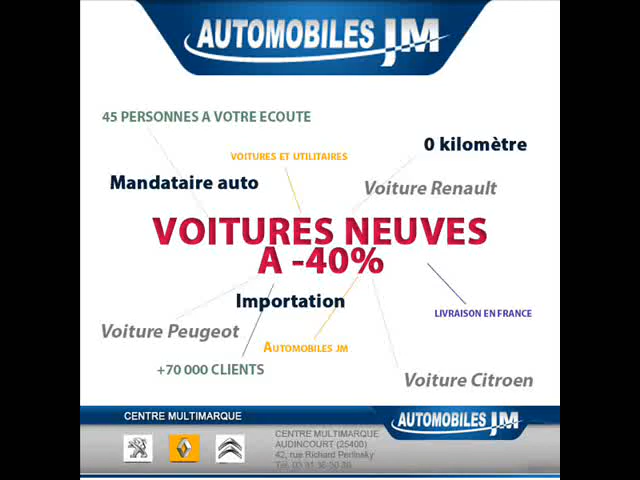 AUTOMOBILES JM
45 PERSONNES A VOTRE ECOUTE
0 kilomètre
VOITURES ET UTILITAIRES
Mandataire auto
Voiture Renault
VOITURES NEUVES
A -40%
Importation
LIVRAISON EN FRANCE
Voiture Peugeot
AUTOMOBILES JM
+70 000 CLIENTS
Voiture Citroen
CENTRE MULTIMARQUE
AUTOMOBILES JM
CENTRE MULTIMARQUE
AUDINCOURT (25400)
42, rue Richard Perlinsky